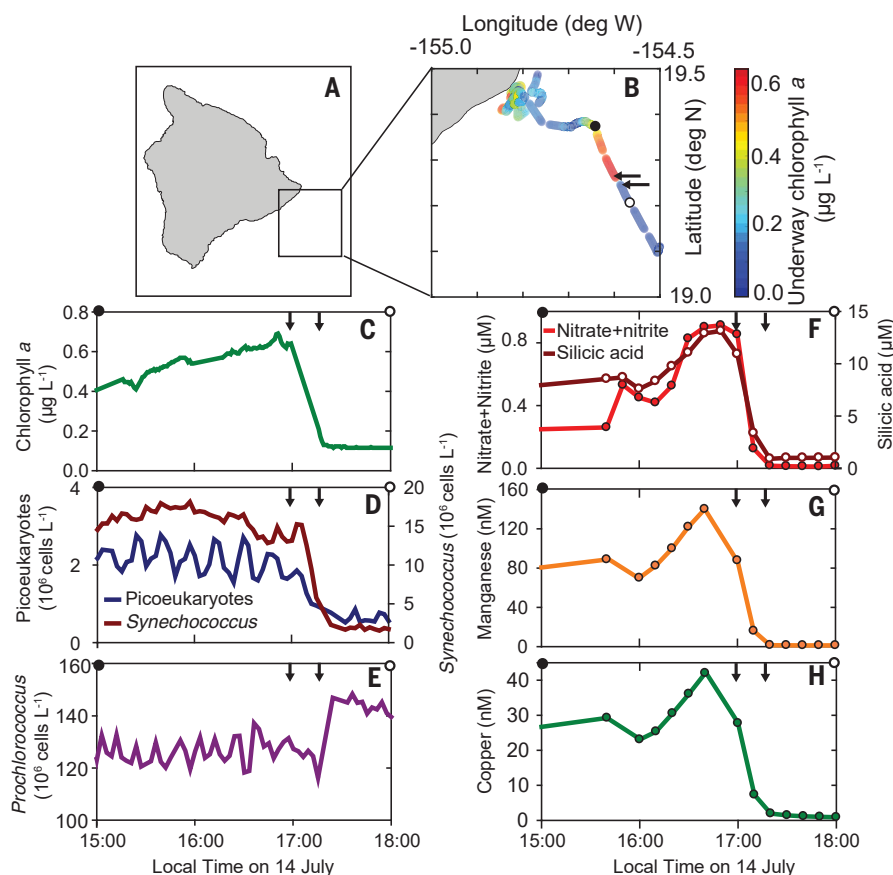 Longitude (deg W)
-155.0
-154.5
A
B
19.5
19.0
Latitude (deg N)
0.6
0.4
0.2
0.0
Underway chlorophyll a
(µg L-1)
C
Chlorophyll a
(µg L-1)
0.8
0.6
0.4
0.2
0.0
D
Picoeukaryotes
(10⁶ cells L-1)
4
2
0
Picoeukaryotes
Synechococcus
20
15
10
5
0
Synechococcus (10⁶ cells L-1)
E
Prochlorococcus
(10⁶ cells L-1)
160
140
120
100
15:00
16:00
17:00
18:00
Local Time on 14 July
F
Nitrate+Nitrite (µM)
0.8
0.4
0.0
Nitrate+nitrite
Silicic acid
15
10
5
0
Silicic acid (µM)
G
Manganese (nM)
160
120
80
40
0
H
Copper (nM)
40
30
20
10
0
15:00
16:00
17:00
18:00
Local Time on 14 July